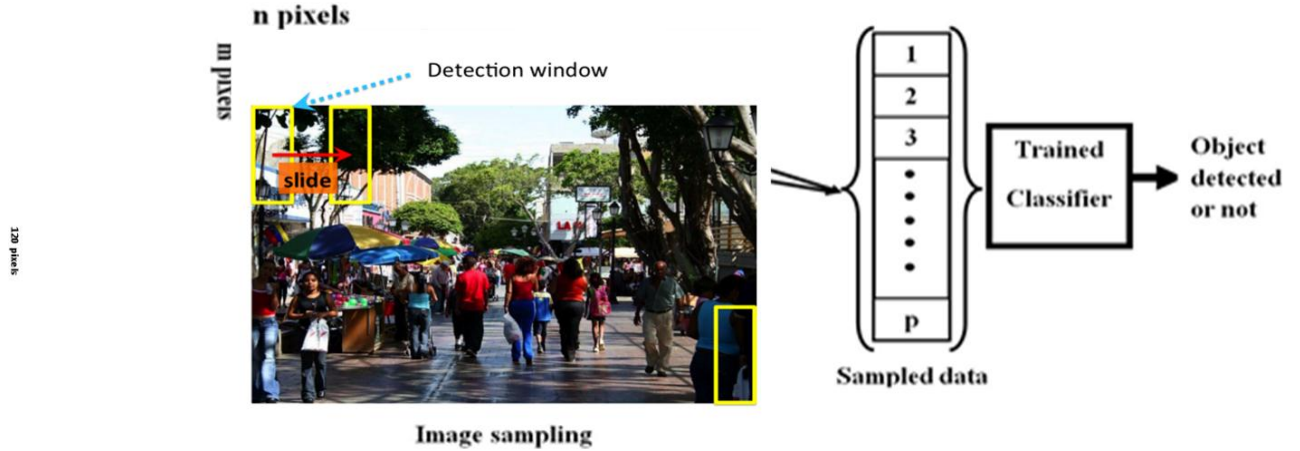 n pixels
m pixels
Detection window
slide
120 pixels
Image sampling
1
2
3
p
Sampled data
Trained
Classifier
Object
detected
or not